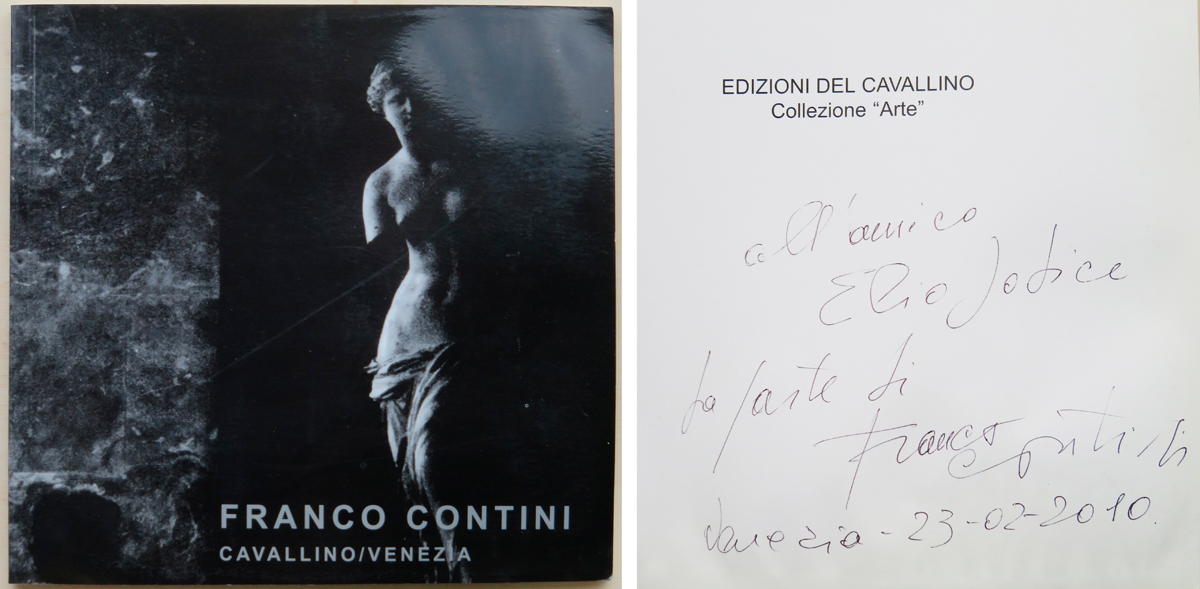 FRANCO CONTINI
CAVALLINO/VENEZIA
EDIZIONI DEL CAVALLINO
Collezione “Arte”
all'amico
Elio Jodice
da parte di
Franco Contini
Venezia - 23-02-2010.